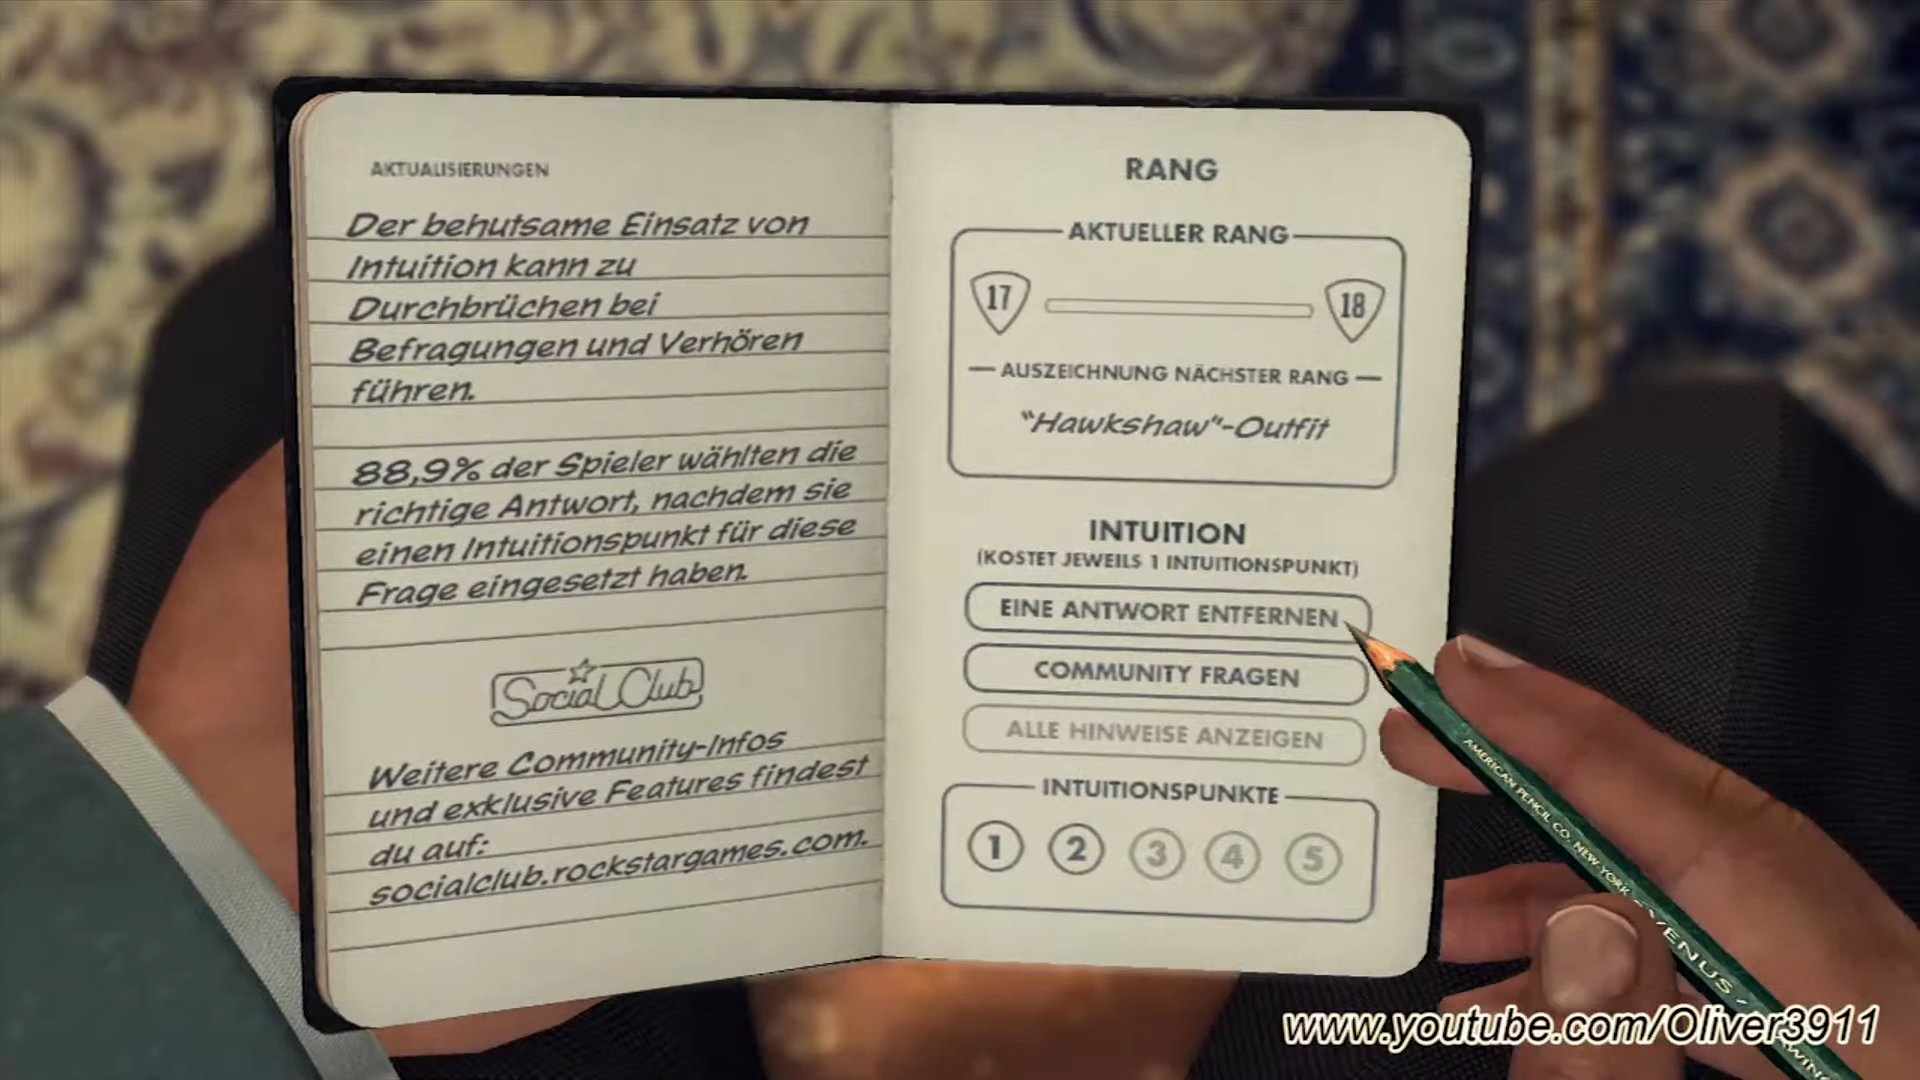 AKTUALISIERUNGEN
Der behutsame Einsatz von
Intuition kann zu
Durchbrüchen bei
Befragungen und Verhören
führen.
88,9% der Spieler wählten die
richtige Antwort, nachdem sie
einen Intuitionspunkt für diese
Frage eingesetzt haben.
Social Club
Weitere Community-Infos
und exklusive Features findest
du auf:
socialclub.rockstargames.com.
RANG
AKTUELLER RANG
17
18
AUSZEICHNUNG NÄCHSTER RANG
"Hawkshaw"-Outfit
INTUITION
(KOSTET JEWEILS 1 INTUITIONSPUNKT)
EINE ANTWORT ENTFERNEN
COMMUNITY FRAGEN
ALLE HINWEISE ANZEIGEN
INTUITIONSPUNKTE
1 2 3 4 5
AMERICAN PENCIL CO. NEW YORK VENUS
www.youtube.com/Oliver3911